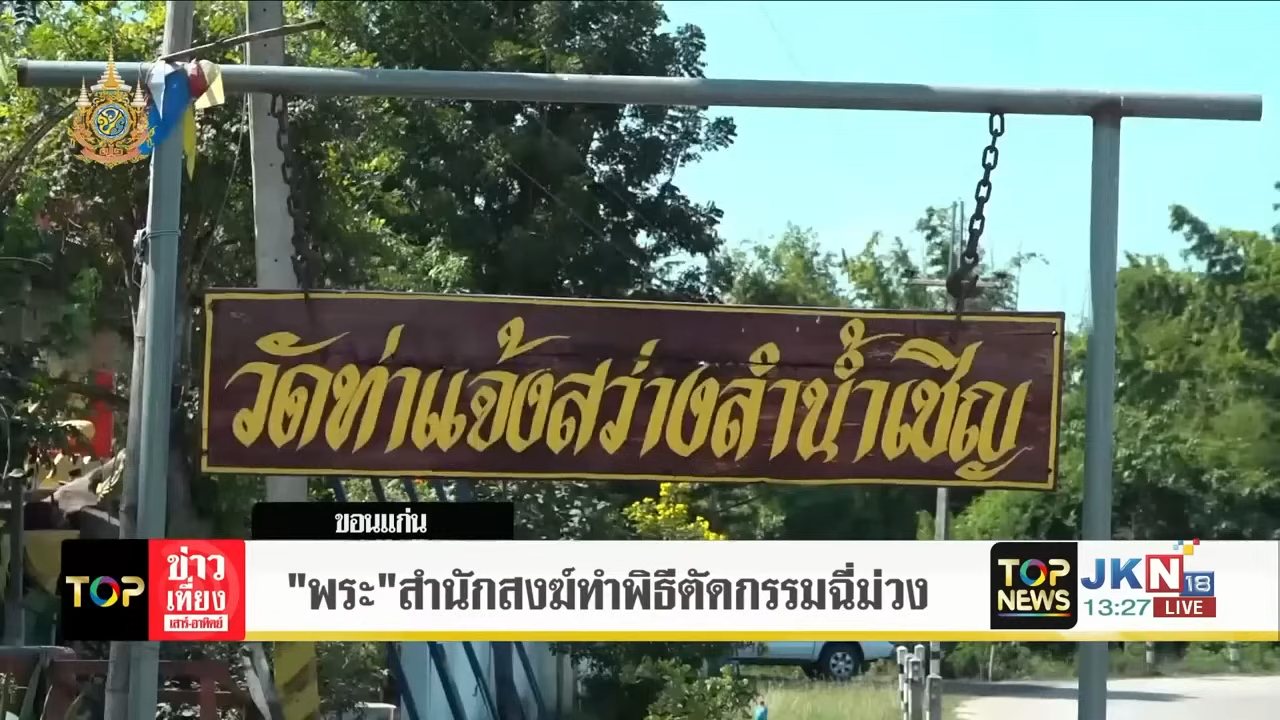 วัดท่าแจ้งสว่างลำน้ำเชิญ
ขอนแก่น
TOP
ข่าว
เที่ยง
เสาร์-อาทิตย์
"พระ"สำนักสงฆ์ทำพิธีตัดกรรมฉี่ม่วง
TOP
NEWS
JKN
18
13:27 LIVE